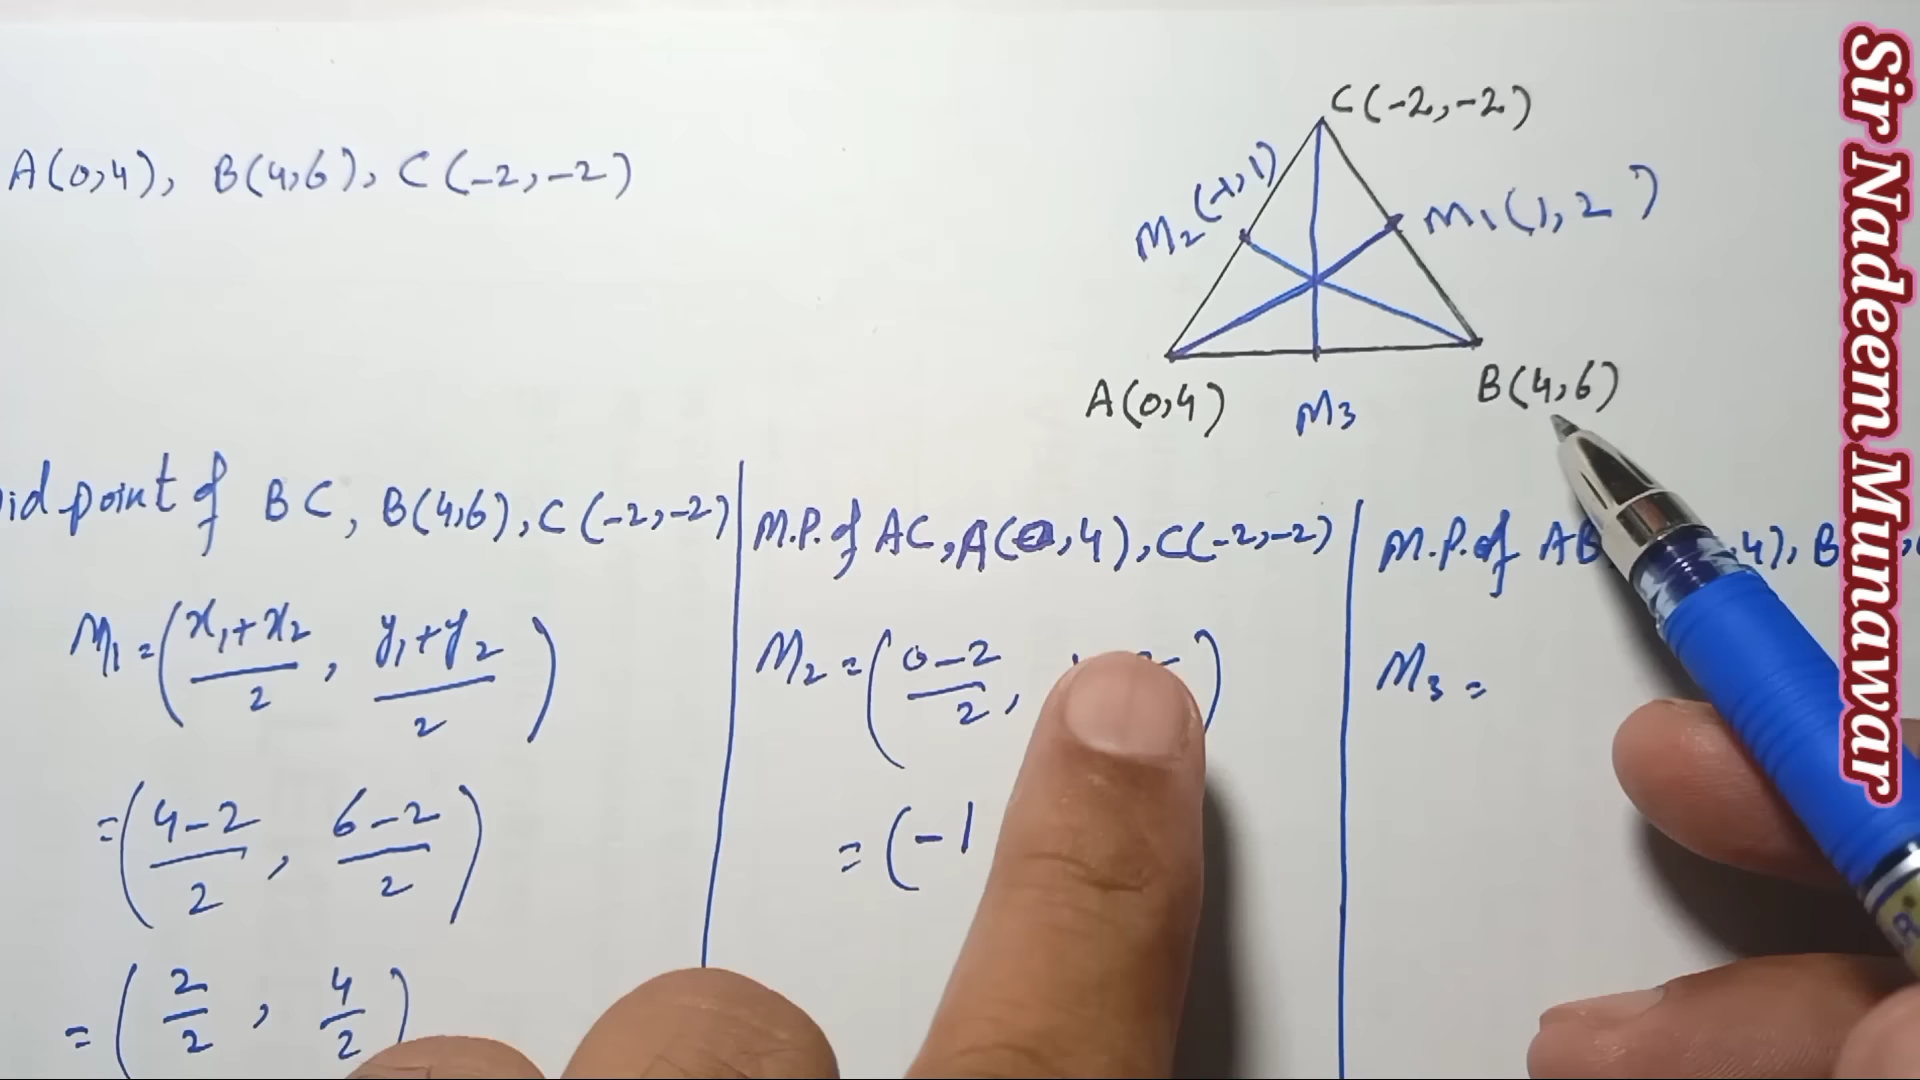 A(0,4), B(4,6), C(-2,-2)
C(-2,-2)
M2(-1,1)
M1(1,2)
A(0,4)
M3
B(4,6)
id point of BC, B(4,6), C(-2,-2)
M1 = (x1+x2/2, y1+y2/2)
= (4-2/2, 6-2/2)
= (2/2, 4/2)
M.P. of AC, A(0,4), C(-2,-2)
M2 = (0-2/2,
= (-1
M.P. of AB ,4), B
M3 =
Sir Nadeem Munawar